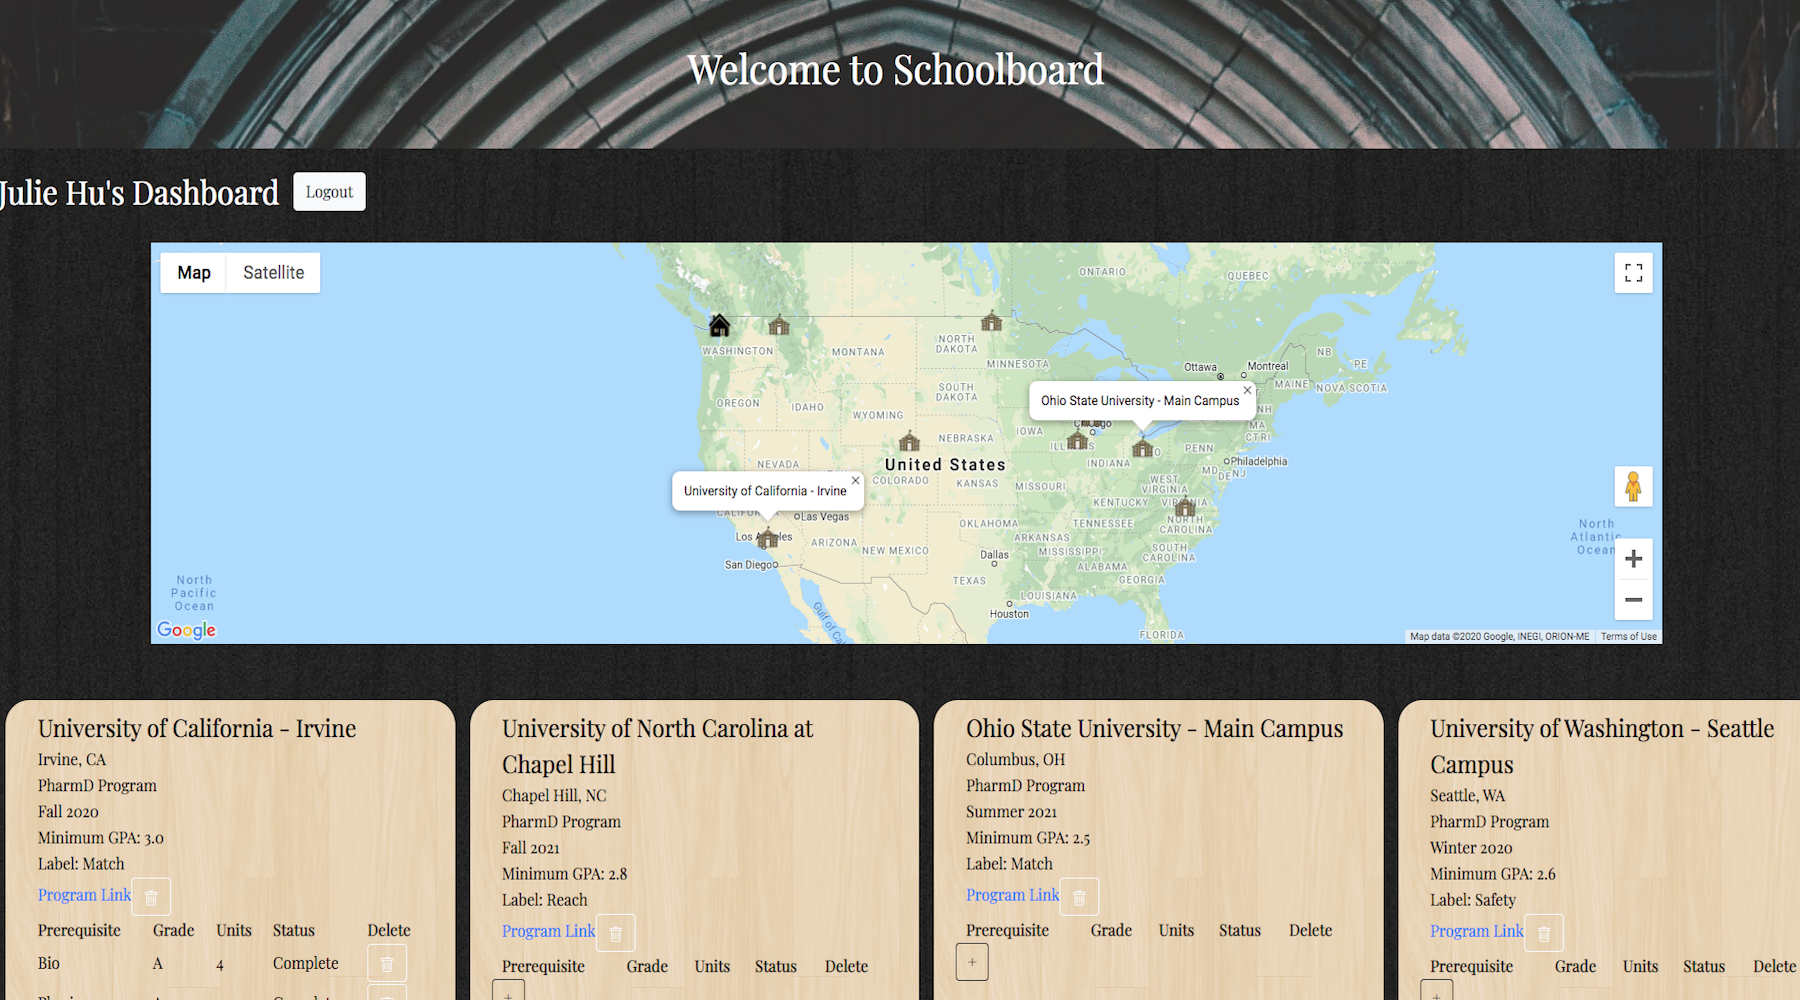 Welcome to Schoolboard
Julie Hu's Dashboard
Logout
Map
Satellite
ONTARIO
QUEBEC
WASHINGTON
MONTANA
NORTH
DAKOTA
MINNESOTA
Ottawa
Montreal
NB
PE
MAINE
NOVA SCOTIA
OREGON
IDAHO
SOUTH
DAKOTA
WYOMING
Ohio State University - Main Campus
NH
MA
CT RI
IOWA
NEBRASKA
INDIANA
PENN
NEVADA
United States
Philadelphia
MD
DE
NJ
University of California - Irvine
COLORADO
KANSAS
MISSOURI
WEST
VIRGINIA
KENTUCKY
VIRGINIA
Las Vegas
Los Angeles
ARIZONA
NEW MEXICO
OKLAHOMA
TENNESSEE
NORTH
CAROLINA
ARKANSAS
MISSISSIPPI
SOUTH
CAROLINA
San Diego
Dallas
ALABAMA
GEORGIA
TEXAS
LOUISIANA
Houston
FLORIDA
North
Pacific
Ocean
North
Atlantic
Ocean
Google
Map data ©2020 Google, INEGI, ORION-ME
Terms of Use
University of California - Irvine
Irvine, CA
PharmD Program
Fall 2020
Minimum GPA: 3.0
Label: Match
Program Link
Prerequisite Grade Units Status Delete
Bio A 4 Complete
University of North Carolina at
Chapel Hill
Chapel Hill, NC
PharmD Program
Fall 2021
Minimum GPA: 2.8
Label: Reach
Program Link
Prerequisite Grade Units Status Delete
+
Ohio State University - Main Campus
Columbus, OH
PharmD Program
Summer 2021
Minimum GPA: 2.5
Label: Match
Program Link
Prerequisite Grade Units Status Delete
+
University of Washington - Seattle
Campus
Seattle, WA
PharmD Program
Winter 2020
Minimum GPA: 2.6
Label: Safety
Program Link
Prerequisite Grade Units Status Delete
+